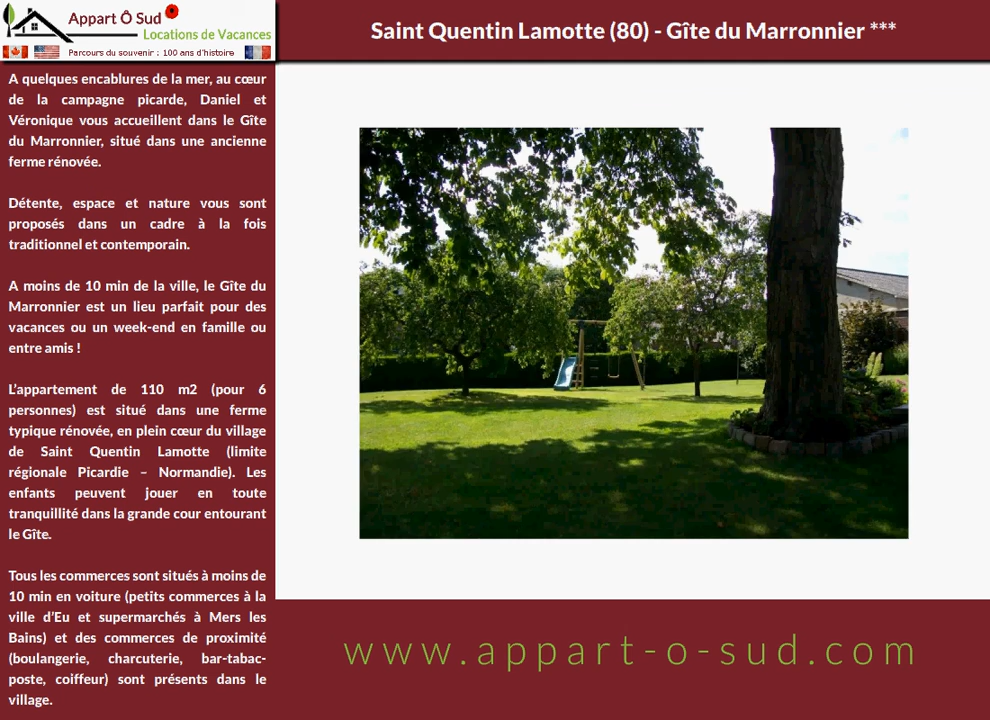 Appart Ô Sud
Locations de Vacances
Parcours du souvenir : 100 ans d'histoire
Saint Quentin Lamotte (80) - Gîte du Marronnier ***
A quelques encablures de la mer, au cœur
de la campagne picarde, Daniel et
Véronique vous accueillent dans le Gîte
du Marronnier, situé dans une ancienne
ferme rénovée.
Détente, espace et nature vous sont
proposés dans un cadre à la fois
traditionnel et contemporain.
A moins de 10 min de la ville, le Gîte du
Marronnier est un lieu parfait pour des
vacances ou un week-end en famille ou
entre amis !
L'appartement de 110 m2 (pour 6
personnes) est situé dans une ferme
typique rénovée, en plein cœur du village
de Saint Quentin Lamotte (limite
régionale Picardie – Normandie). Les
enfants peuvent jouer en toute
tranquillité dans la grande cour entourant
le Gîte.
Tous les commerces sont situés à moins de
10 min en voiture (petits commerces à la
ville d'Eu et supermarchés à Mers les
Bains) et des commerces de proximité
(boulangerie, charcuterie, bar-tabac-
poste, coiffeur) sont présents dans le
village.
www.appart-o-sud.com